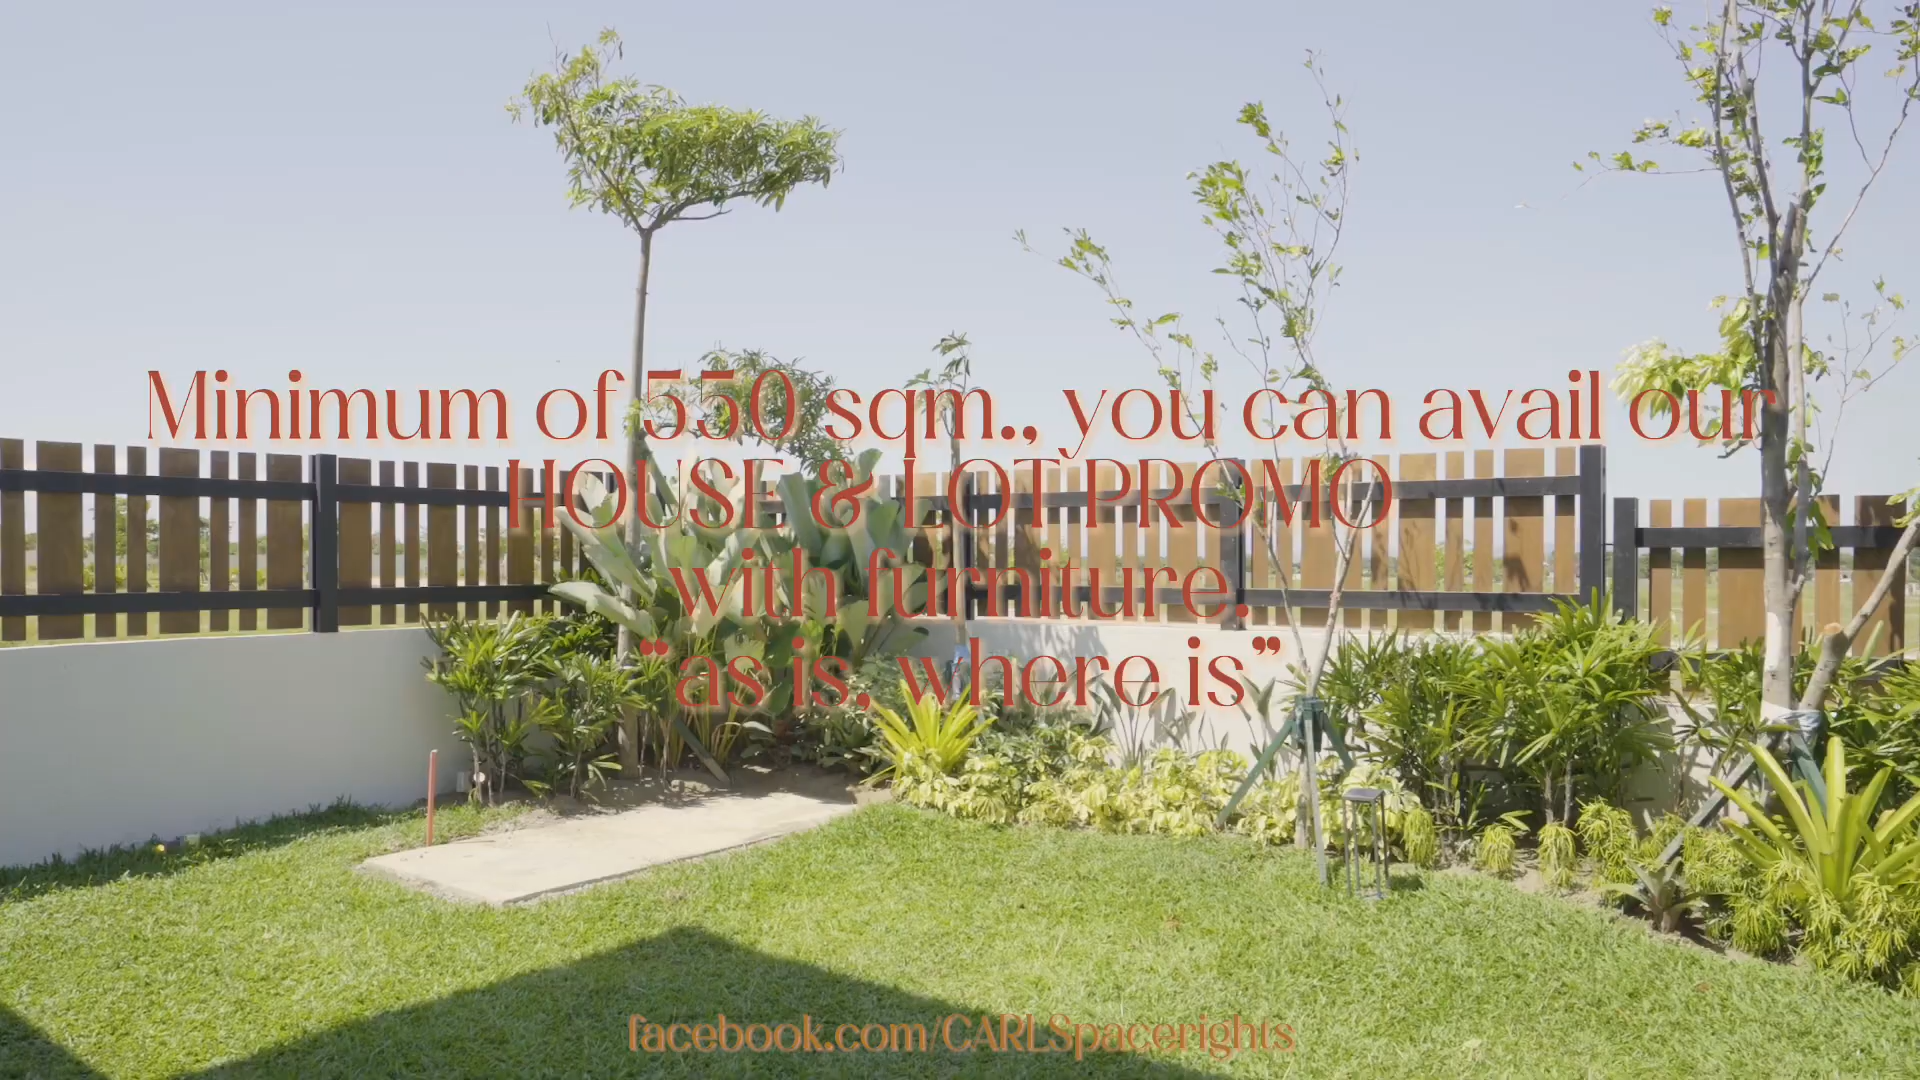 Minimum of 550 sqm., you can avail our
HOUSE & LOT PROMO
with furniture.
"as is, where is"
facebook.com/CARLSpacerights